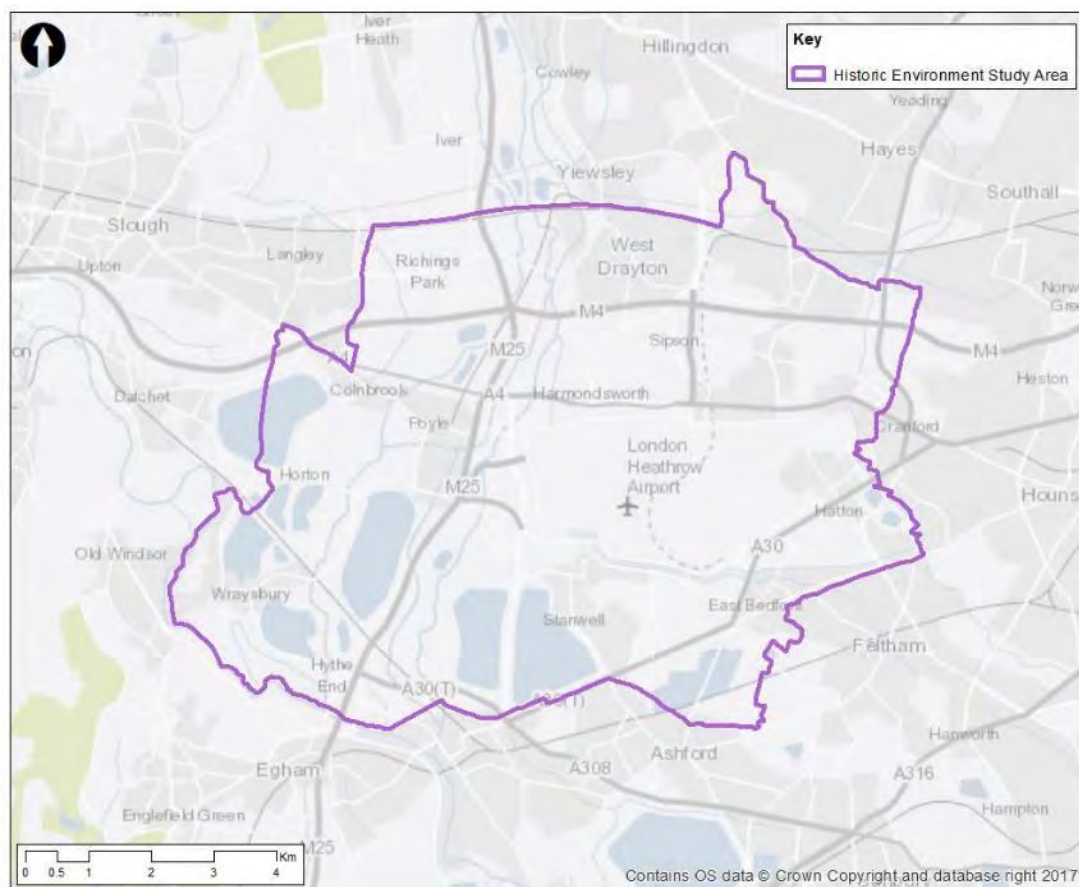 Key
Historic Environment Study Area
Iver
Heath
Hillingdon
Cowley
Yeading
Iver
Hayes
Yiewsley
Southall
Slough
Langley
West
Drayton
Upton
Richings
Park
M4
Sipson
M25
M4
Heston
A4
Colnbrook
A4
Harmondsworth
Datchet
Poyle
Cranford
London
Heathrow
Airport
Horton
M25
Hatton
Old Windsor
A30
Wraysbury
East Bedfont
Stanwell
Feltham
Hythe
End
A30(T)
A30(T)
Ashford
Hanworth
Egham
A308
A316
Englefield Green
Hampton
M25
Km
0 0.5 1 2 3 4
Contains OS data © Crown Copyright and database right 2017